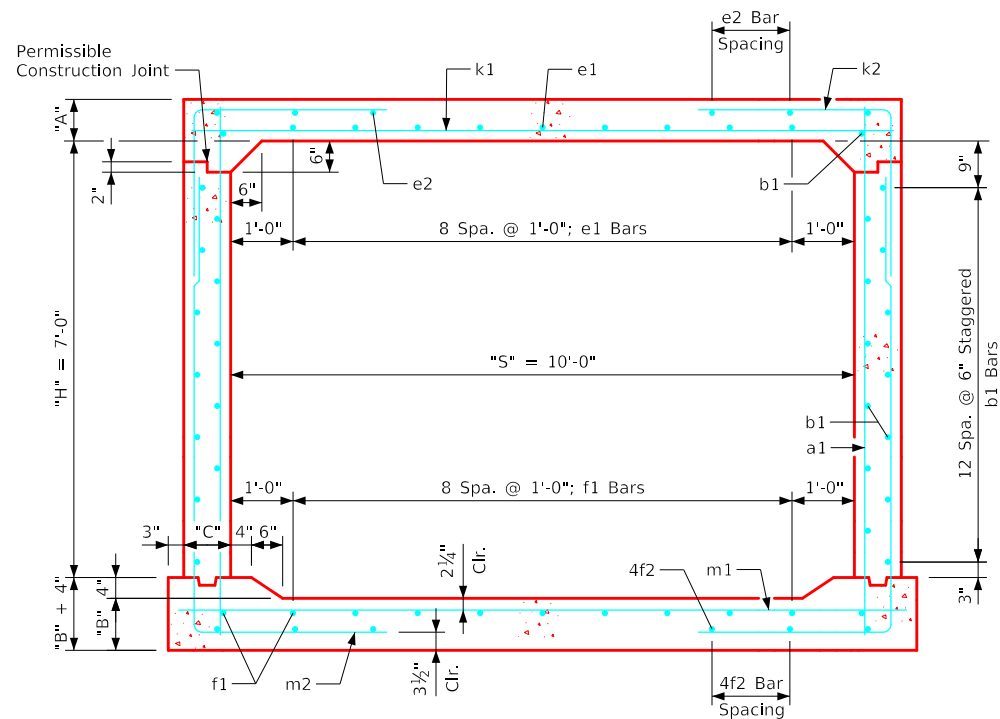 e2 Bar
Spacing
Permissible
Construction Joint
k1
e1
k2
"A"
6"
9"
2"
e2
b1
6"
1'-0"
8 Spa. @ 1'-0"; e1 Bars
1'-0"
"H" = 7'-0"
"S" = 10'-0"
12 Spa. @ 6" Staggered
b1 Bars
b1
a1
1'-0"
8 Spa. @ 1'-0"; f1 Bars
1'-0"
3"
"C"
4"
6"
2¼"
Clr.
4f2
m1
"B" + 4"
4"
"B"
3"
f1
m2
3½"
Clr.
4f2 Bar
Spacing